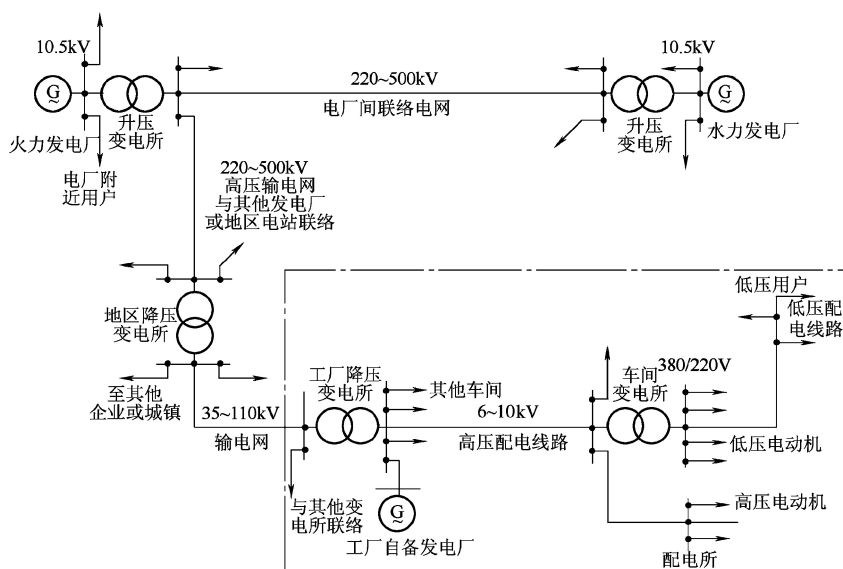 10.5kV
G
~
火力发电厂
升压
变电所
电厂附
近用户
220~500kV
电厂间联络电网
10.5kV
G
~
升压
变电所
水力发电厂
220~500kV
高压输电网
与其他发电厂
或地区电站联络
地区降压
变电所
至其他
企业或城镇
35~110kV
输电网
工厂降压
变电所
其他车间
与其他变
电所联络
G
~
工厂自备发电厂
6~10kV
高压配电线路
车间
变电所
380/220V
低压用户
低压配
电线路
低压电动机
高压电动机
配电所